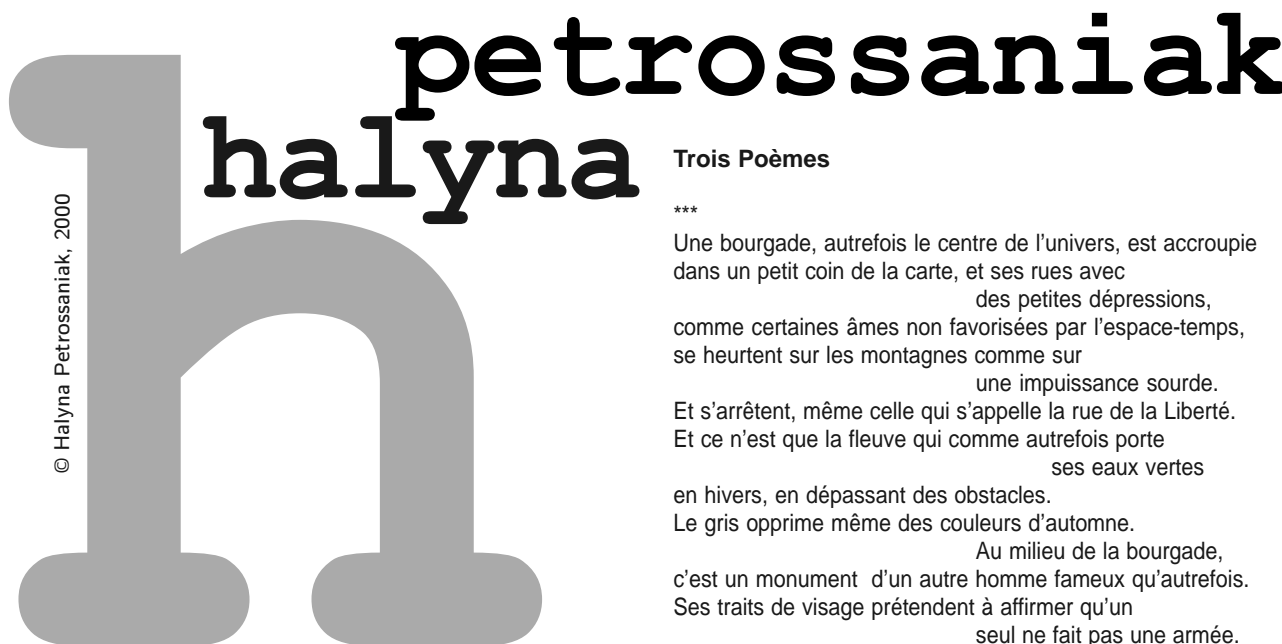 petrossaniak
halyna
h
© Halyna Petrossaniak, 2000
Trois Poèmes
***
Une bourgade, autrefois le centre de l’univers, est accroupie
dans un petit coin de la carte, et ses rues avec
des petites dépressions,
comme certaines âmes non favorisées par l’espace-temps,
se heurtent sur les montagnes comme sur
une impuissance sourde.
Et s’arrêtent, même celle qui s’appelle la rue de la Liberté.
Et ce n’est que la fleuve qui comme autrefois porte
ses eaux vertes
en hivers, en dépassant des obstacles.
Le gris opprime même des couleurs d’automne.
Au milieu de la bourgade,
c’est un monument d’un autre homme fameux qu’autrefois.
Ses traits de visage prétendent à affirmer qu’un
seul ne fait pas une armée.